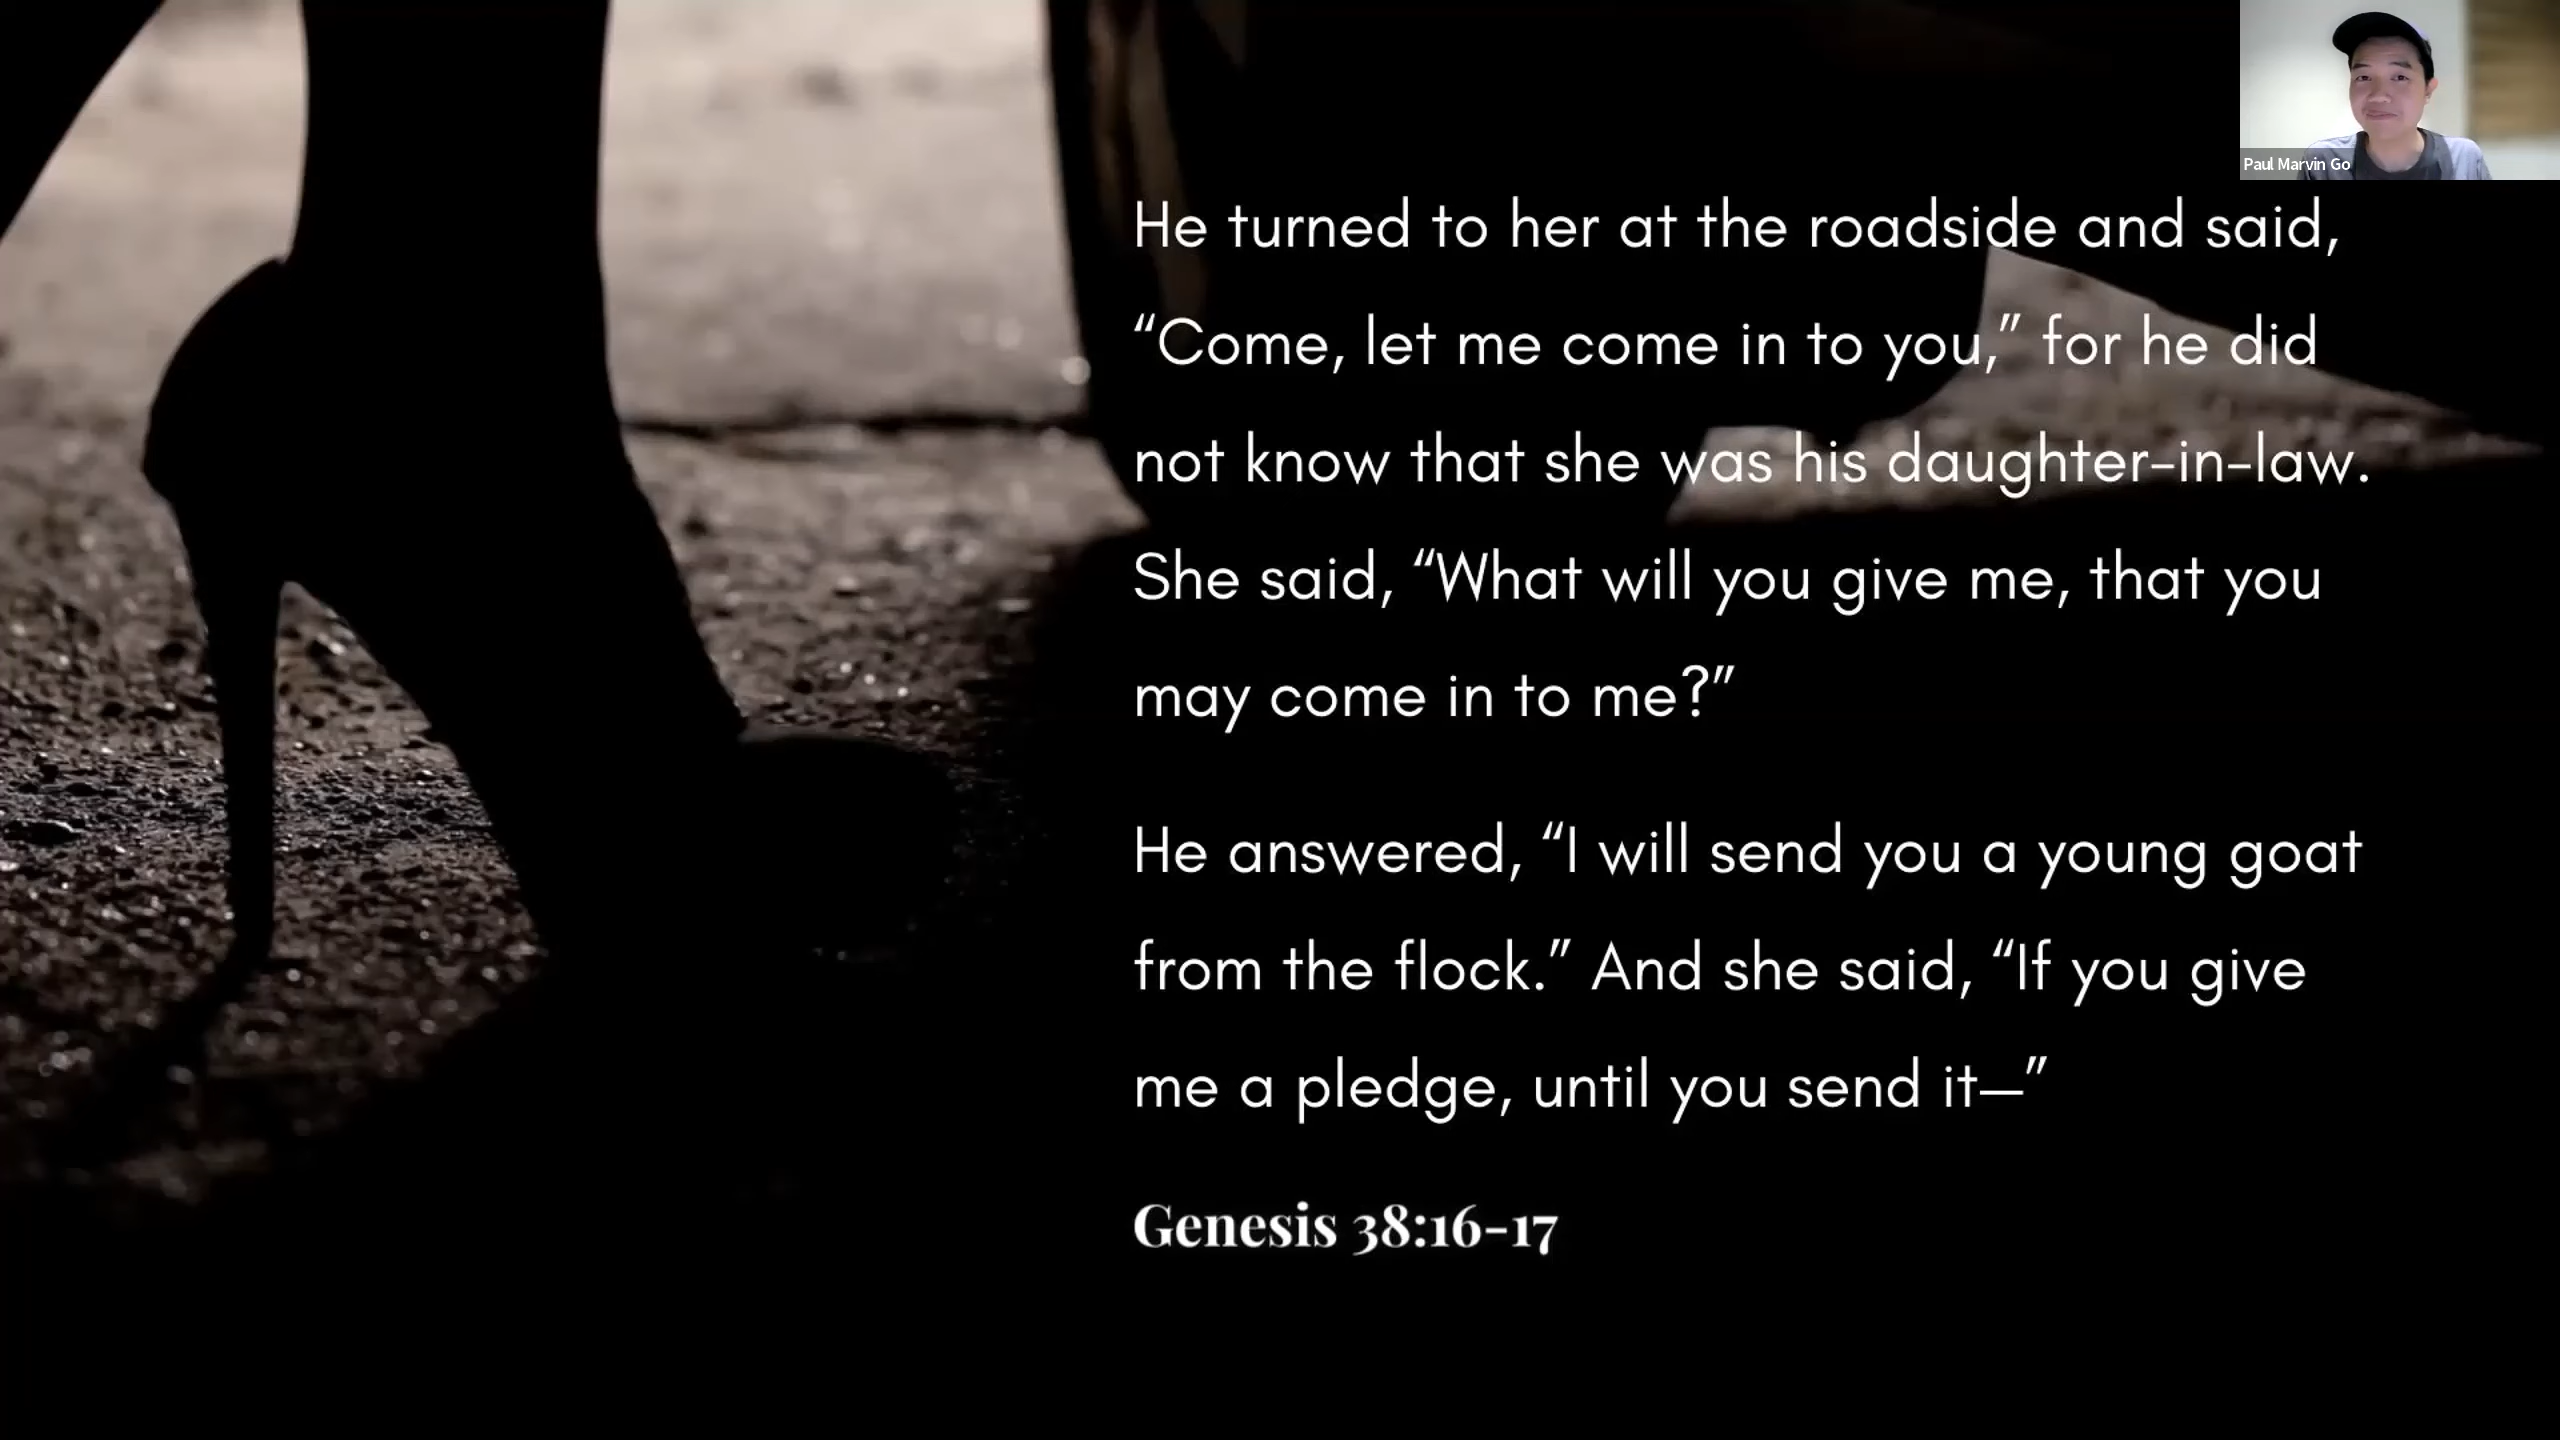 Paul Marvin Go
He turned to her at the roadside and said,
“Come, let me come in to you,” for he did
not know that she was his daughter-in-law.
She said, “What will you give me, that you
may come in to me?”
He answered, “I will send you a young goat
from the flock.” And she said, “If you give
me a pledge, until you send it—”
Genesis 38:16-17